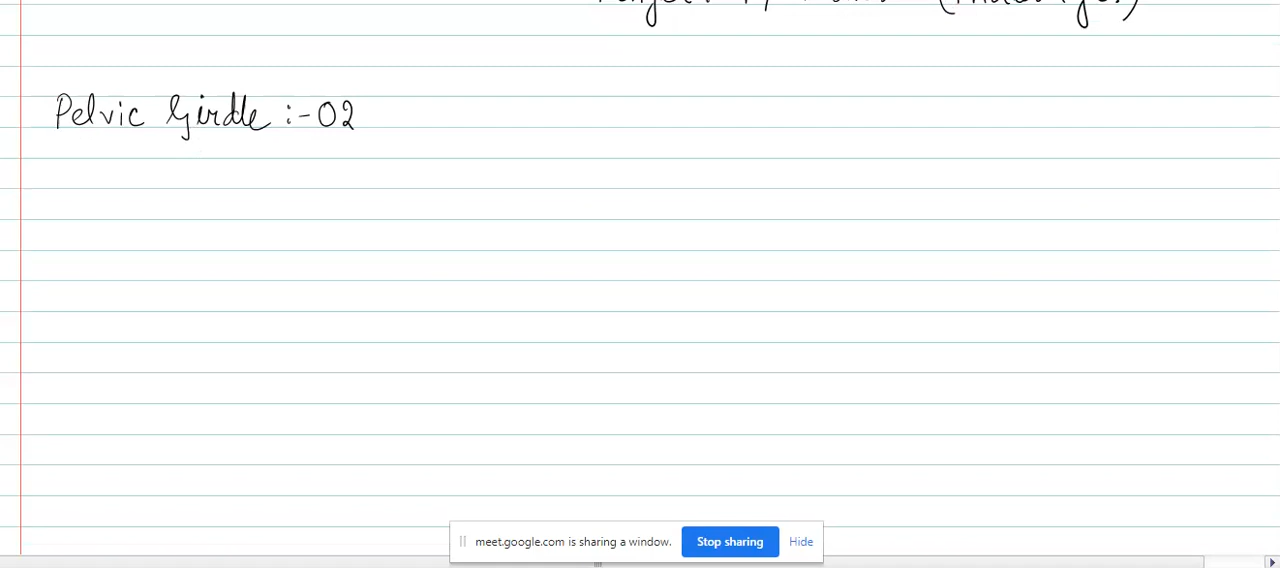 Pelvic Girdle :- 02
meet.google.com is sharing a window. Stop sharing Hide